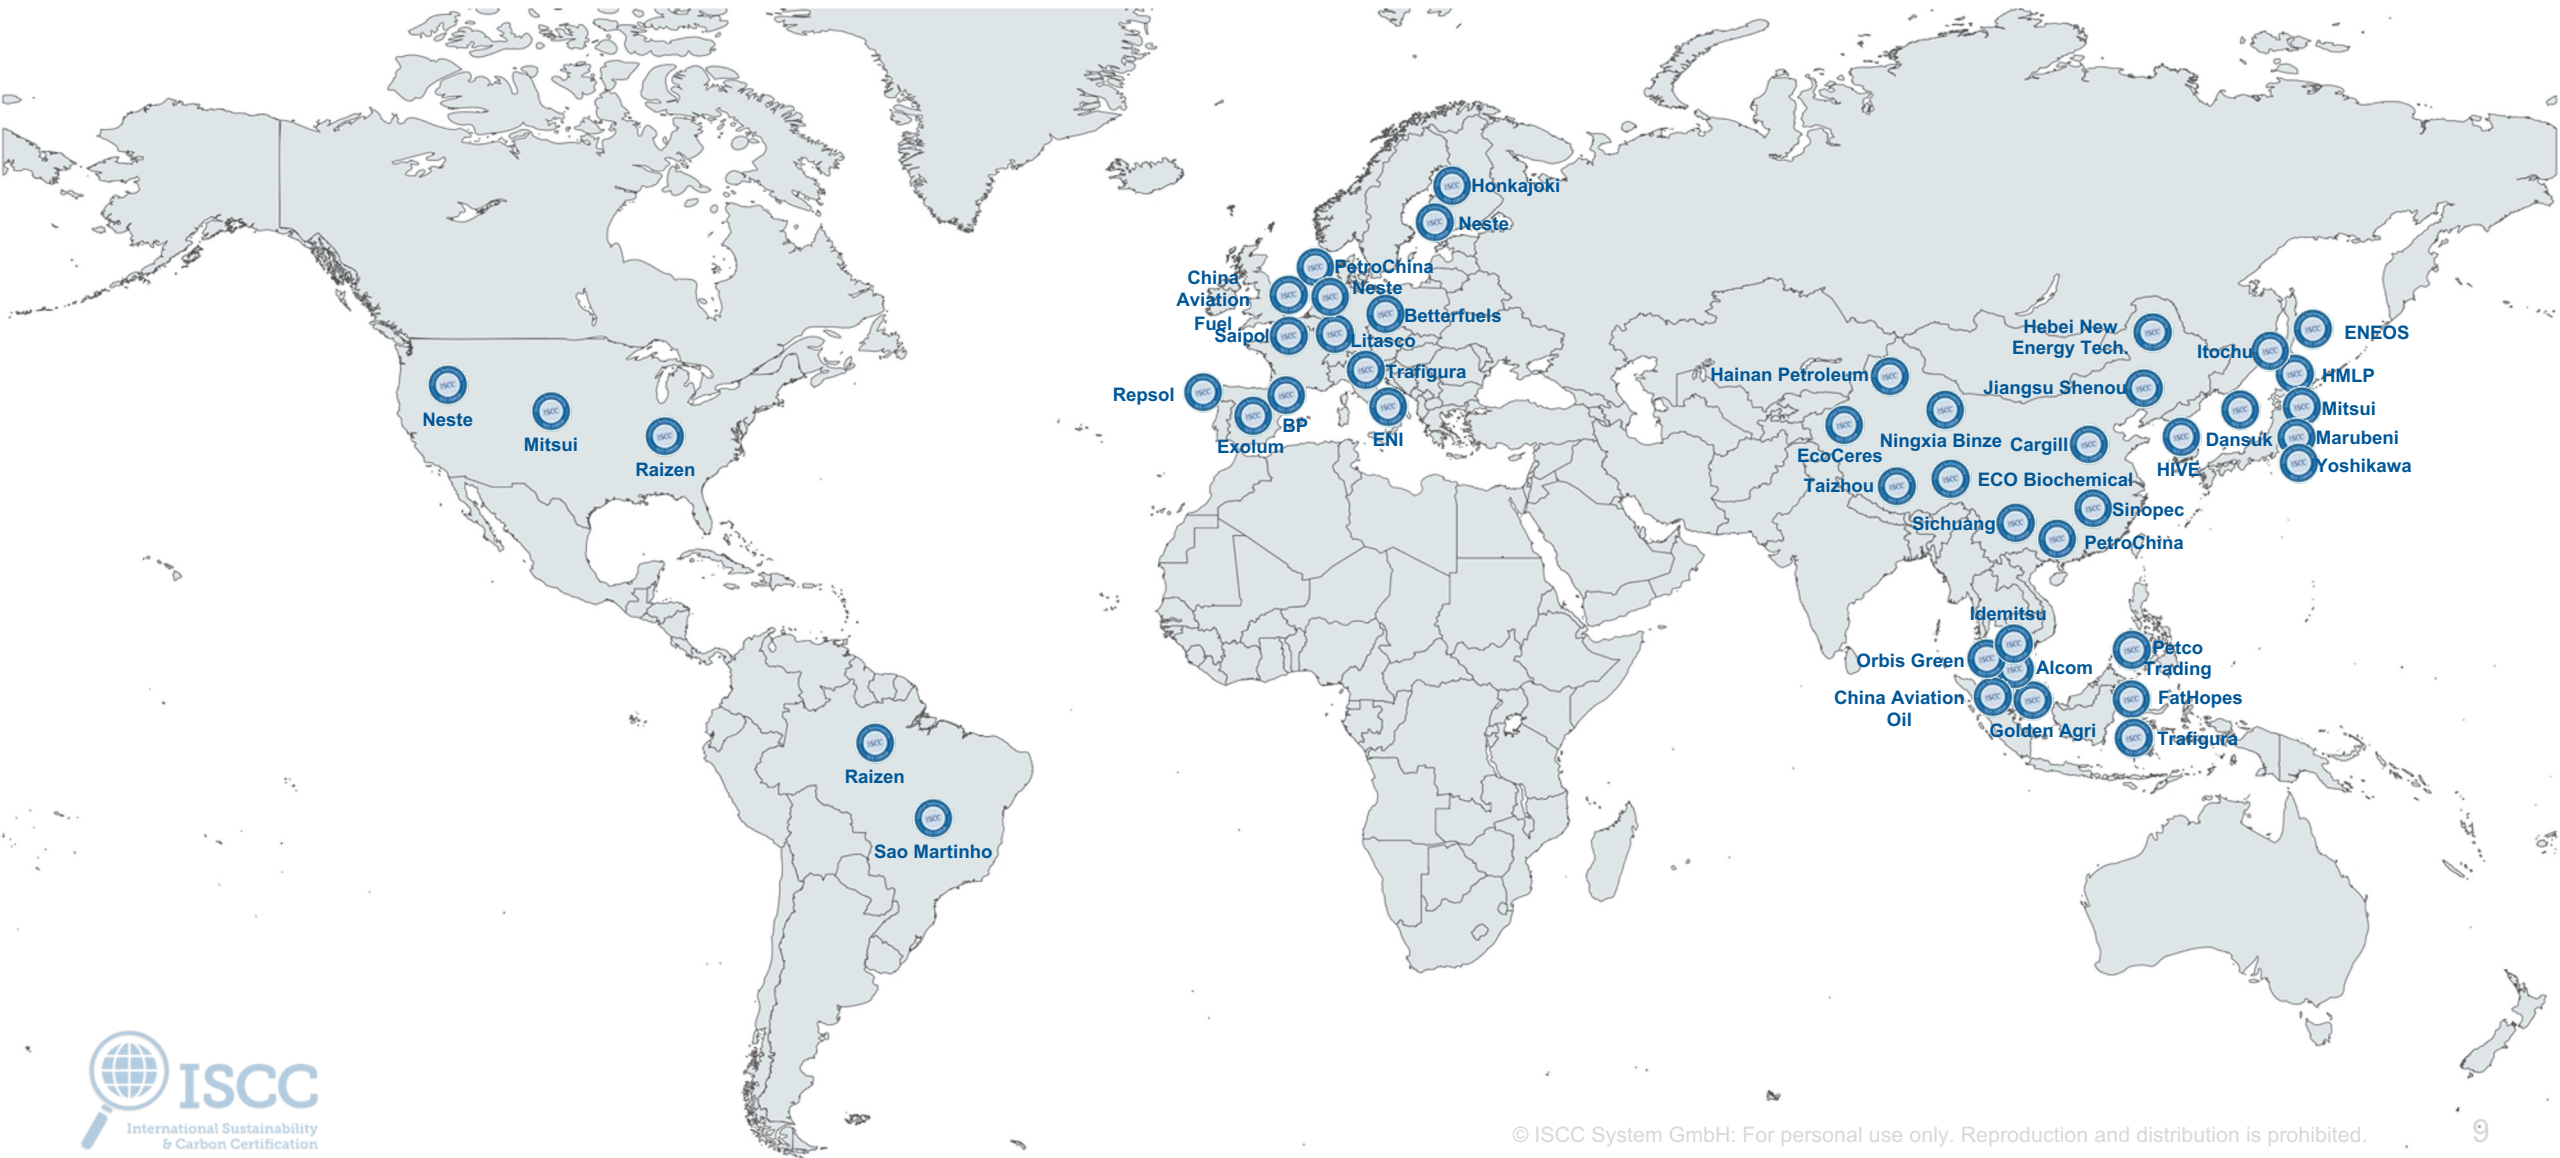 Honkajoki
Neste
PetroChina
China
Aviation
Fuel
Neste
Betterfuels
Saipol
Litasco
Trafigura
Repsol
BP
Exolum
ENI
Neste
Mitsui
Raizen
Raizen
Sao Martinho
Hebei New
Energy Tech.
Itochu
ENEOS
Hainan Petroleum
Jiangsu Shenou
HMLP
Mitsui
Ningxia Binze
Cargill
Dansuk
Marubeni
EcoCeres
HIVE
Yoshikawa
Taizhou
ECO Biochemical
Sichuang
Sinopec
PetroChina
Idemitsu
Orbis Green
Alcom
Petco
Trading
China Aviation
Oil
FatHopes
Golden Agri
Trafigura
ISCC
International Sustainability
& Carbon Certification
© ISCC System GmbH: For personal use only. Reproduction and distribution is prohibited.
9